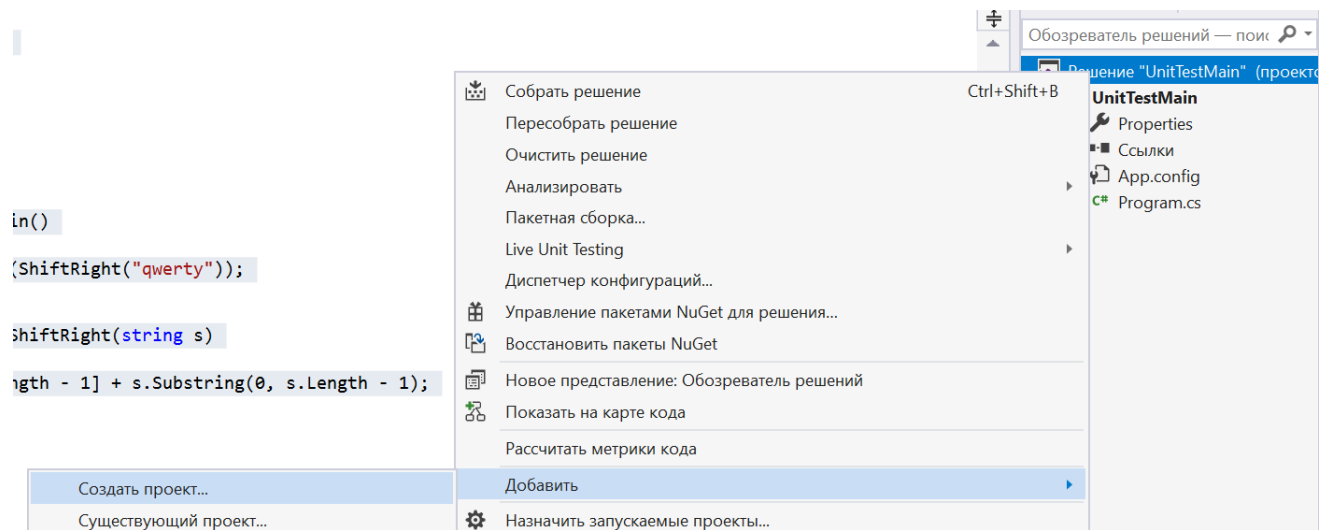 Обозреватель решений — поис
Решение "UnitTestMain" (проекто
UnitTestMain
Properties
Ссылки
App.config
C# Program.cs
in()
(ShiftRight("qwerty"));
ShiftRight(string s)
ngth - 1] + s.Substring(0, s.Length - 1);
Собрать решение Ctrl+Shift+B
Пересобрать решение
Очистить решение
Анализировать
Пакетная сборка...
Live Unit Testing
Диспетчер конфигураций...
Управление пакетами NuGet для решения...
Восстановить пакеты NuGet
Новое представление: Обозреватель решений
Показать на карте кода
Рассчитать метрики кода
Добавить
Назначить запускаемые проекты...
Создать проект...
Существующий проект...